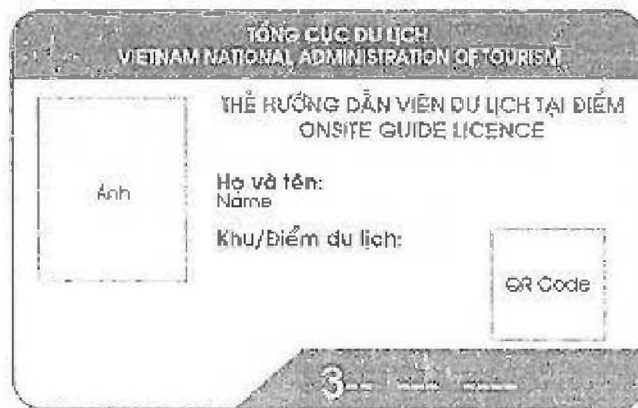 TỔNG CỤC DU LỊCH
VIETNAM NATIONAL ADMINISTRATION OF TOURISM
THẺ HƯỚNG DẪN VIÊN DU LỊCH TẠI ĐIỂM
ONSITE GUIDE LICENCE
Ảnh
Họ và tên:
Name
Khu/Điểm du lịch:
QR Code
3-- --- ----